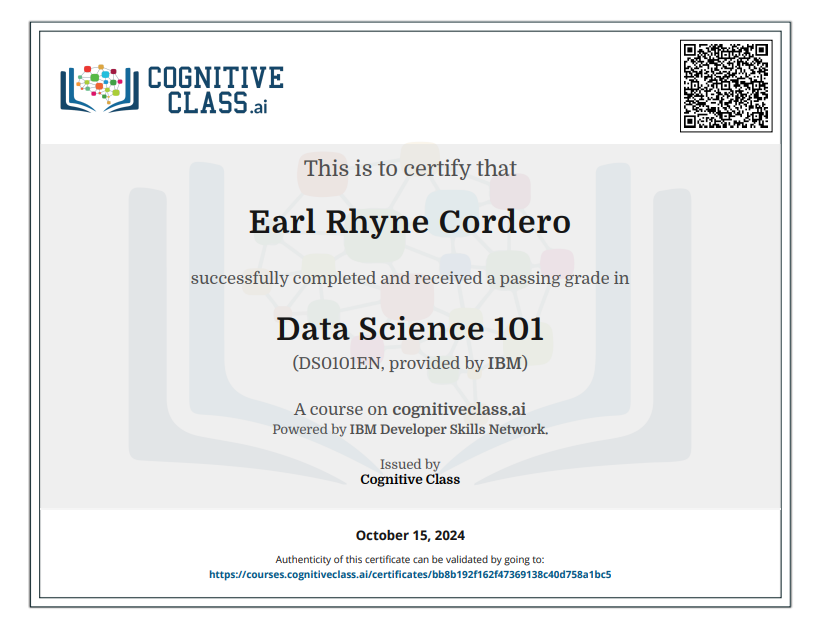 COGNITIVE
CLASS.ai
This is to certify that
Earl Rhyne Cordero
successfully completed and received a passing grade in
Data Science 101
(DS0101EN, provided by IBM)
A course on cognitiveclass.ai
Powered by IBM Developer Skills Network.
Issued by
Cognitive Class
October 15, 2024
Authenticity of this certificate can be validated by going to:
https://courses.cognitiveclass.ai/certificates/bb8b192f162f47369138c40d758a1bc5